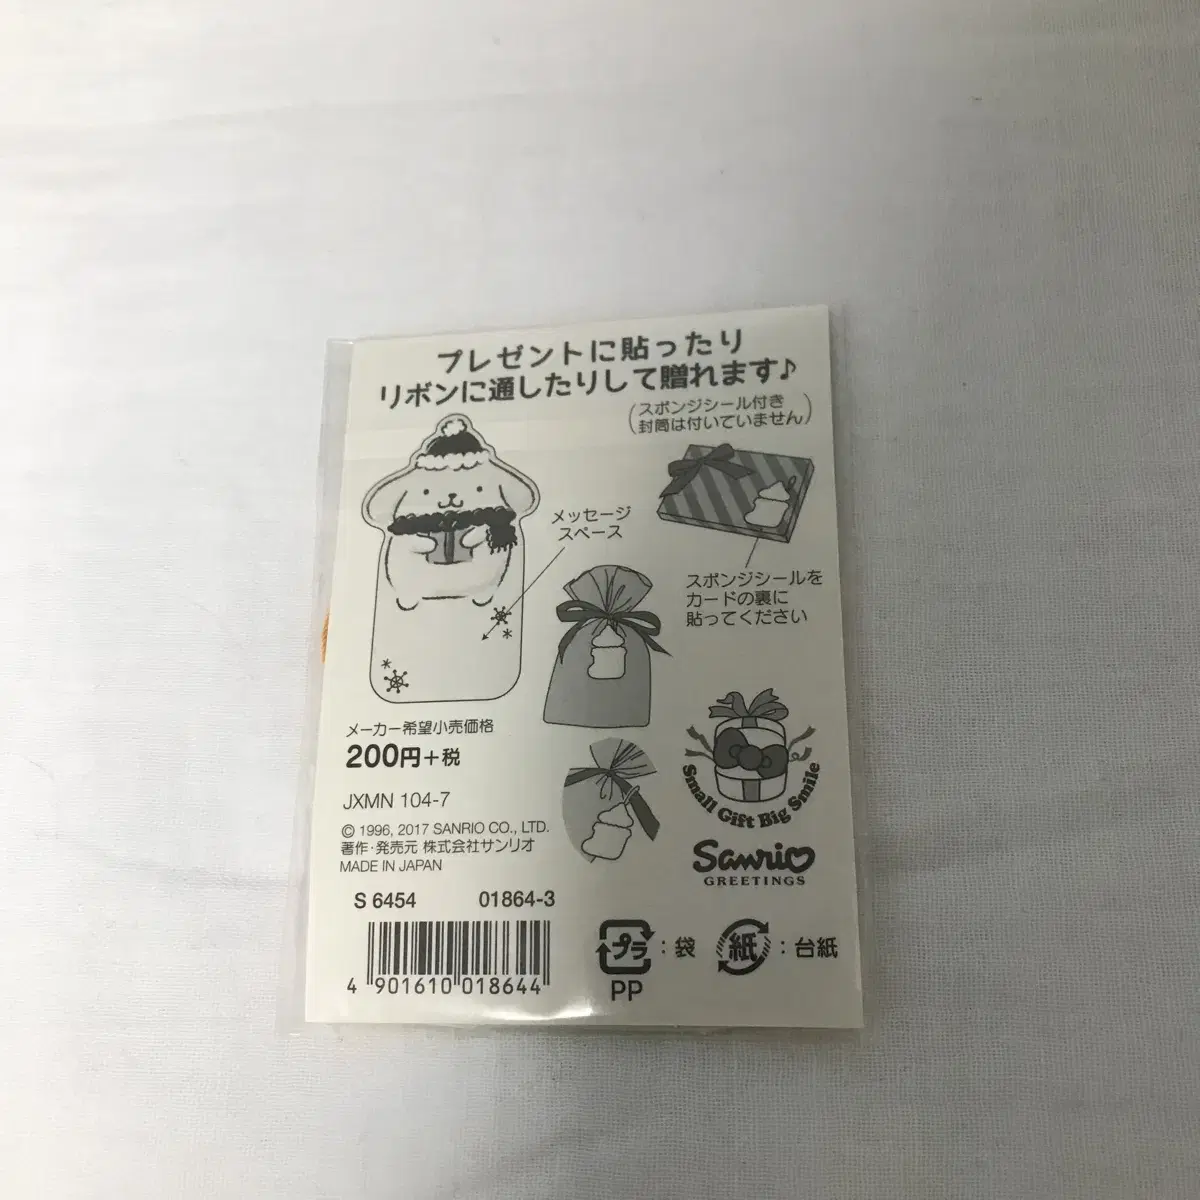 プレゼントに貼ったり
リボンに通したりして贈れます♪
(スポンジシール付き
封筒は付いていません)
メッセージ
スペース
スポンジシールを
カードの裏に
貼ってください
メーカー希望小売価格
200円+税
JXMN 104-7
© 1996, 2017 SANRIO CO., LTD.
著作・発売元 株式会社サンリオ
MADE IN JAPAN
Small Gift Big Smile
Sanrio
GREETINGS
S 6454 01864-3
4 901610 018644
プラ : 袋
PP
紙 : 台紙